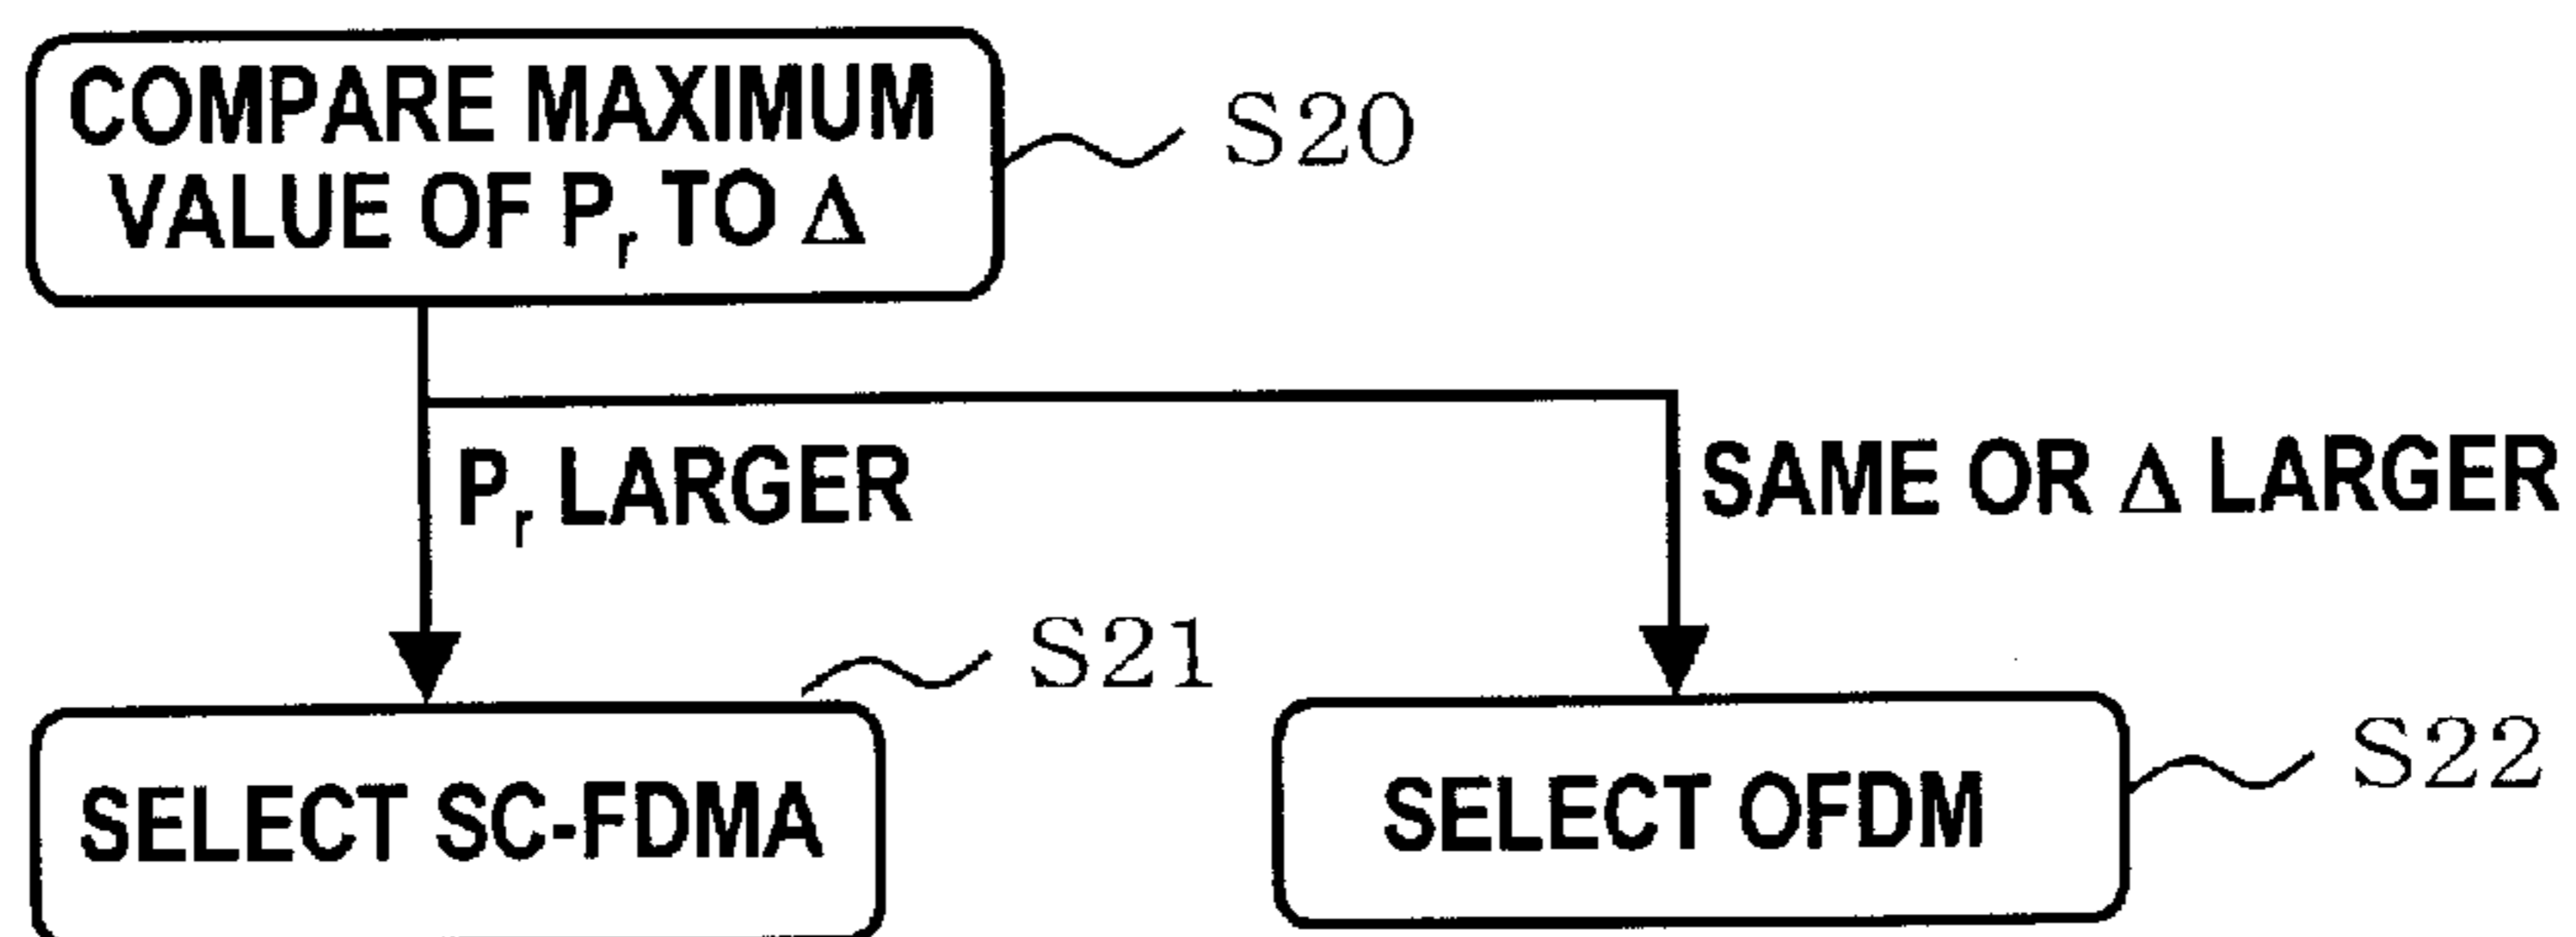 COMPARE MAXIMUM
VALUE OF Pr TO Δ
S20
Pr LARGER
SAME OR Δ LARGER
S21
SELECT SC-FDMA
SELECT OFDM
S22